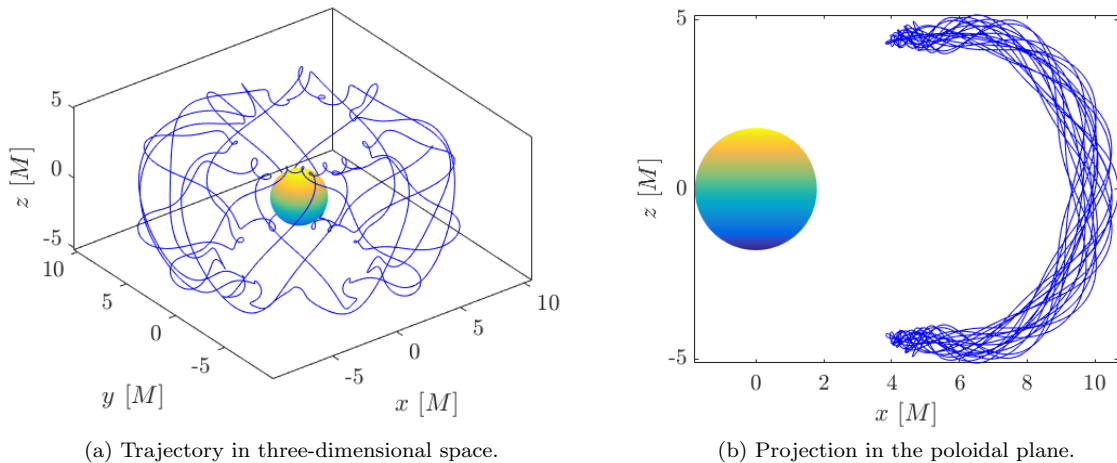 5
0
-5
z [M]
10
5
0
-5
y [M]
-5
0
5
10
x [M]
(a) Trajectory in three-dimensional space.
5
0
-5
z [M]
0
2
4
6
8
10
x [M]
(b) Projection in the poloidal plane.